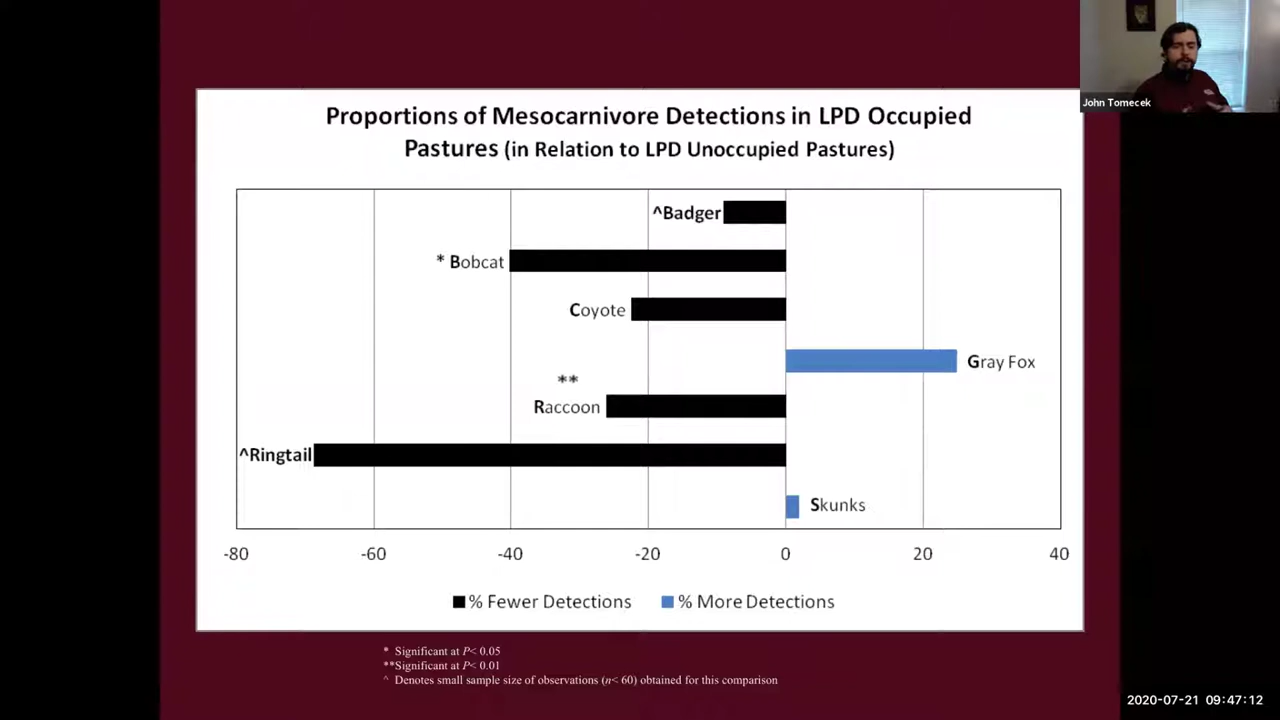 John Tomecek
Proportions of Mesocarnivore Detections in LPD Occupied
Pastures (in Relation to LPD Unoccupied Pastures)
^Badger
* Bobcat
Coyote
Gray Fox
**
Raccoon
^Ringtail
Skunks
-80 -60 -40 -20 0 20 40
% Fewer Detections % More Detections
* Significant at P< 0.05
**Significant at P< 0.01
^ Denotes small sample size of observations (n< 60) obtained for this comparison
2020-07-21 09:47:12